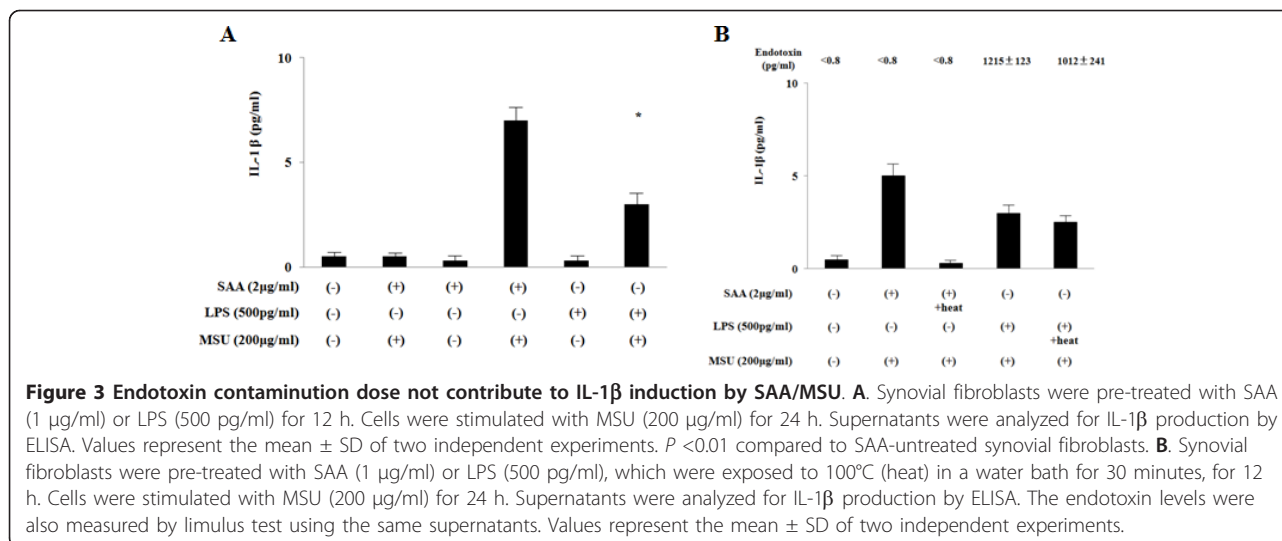 A
10
5
0
IL-1 β (pg/ml)
*
SAA (2μg/ml) (-) (+) (+) (+) (-) (-)
LPS (500pg/ml) (-) (-) (-) (-) (+) (+)
MSU (200μg/ml) (-) (+) (-) (+) (-) (+)
B
Endotoxin (pg/ml) <0.8 <0.8 <0.8 1215±123 1012±241
10
5
0
IL-1β (pg/ml)
SAA (2μg/ml) (-) (+) (+) (-) (-)
+heat
LPS (500pg/ml) (-) (-) (-) (+) (+)
+heat
MSU (200μg/ml) (-) (+) (+) (+) (+)
Figure 3 Endotoxin contaminution dose not contribute to IL-1β induction by SAA/MSU. A. Synovial fibroblasts were pre-treated with SAA
(1 μg/ml) or LPS (500 pg/ml) for 12 h. Cells were stimulated with MSU (200 μg/ml) for 24 h. Supernatants were analyzed for IL-1β production by
ELISA. Values represent the mean ± SD of two independent experiments. P <0.01 compared to SAA-untreated synovial fibroblasts. B. Synovial
fibroblasts were pre-treated with SAA (1 μg/ml) or LPS (500 pg/ml), which were exposed to 100°C (heat) in a water bath for 30 minutes, for 12
h. Cells were stimulated with MSU (200 μg/ml) for 24 h. Supernatants were analyzed for IL-1β production by ELISA. The endotoxin levels were
also measured by limulus test using the same supernatants. Values represent the mean ± SD of two independent experiments.